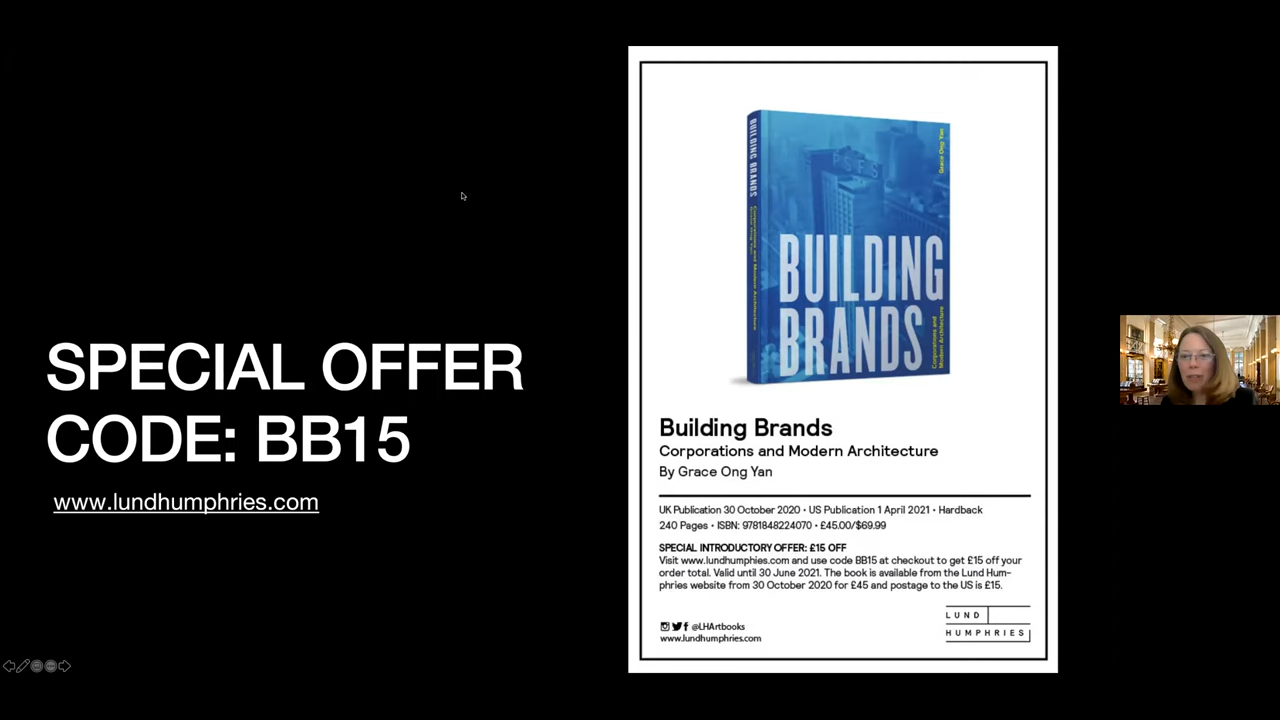 SPECIAL OFFER
CODE: BB15
www.lundhumphries.com
BUILDING BRANDS
Corporations and Modern Architecture
Grace Ong Yan
PSFS
BUILDING
BRANDS
Corporations and
Modern Architecture
Building Brands
Corporations and Modern Architecture
By Grace Ong Yan
UK Publication 30 October 2020 • US Publication 1 April 2021 • Hardback
240 Pages • ISBN: 9781848224070 • £45.00/$69.99
SPECIAL INTRODUCTORY OFFER: £15 OFF
Visit www.lundhumphies.com and use code BB15 at checkout to get £15 off your
order total. Valid until 30 June 2021. The book is available from the Lund Hum-
phries website from 30 October 2020 for £45 and postage to the US is £15.
@LHArtbooks
www.lundhumphries.com
LUND
HUMPHRIES